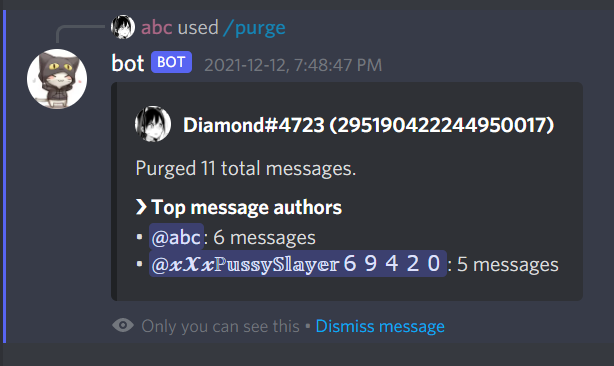 abc used /purge
bot BOT 2021-12-12, 7:48:47 PM
Diamond#4723 (295190422244950017)
Purged 11 total messages.
❯ Top message authors
• @abc: 6 messages
• @𝔁𝓧𝔁ℙ𝕦𝕤𝕤𝕪𝕊𝕝𝕒𝕪𝕖𝕣６９４２０: 5 messages
Only you can see this • Dismiss message